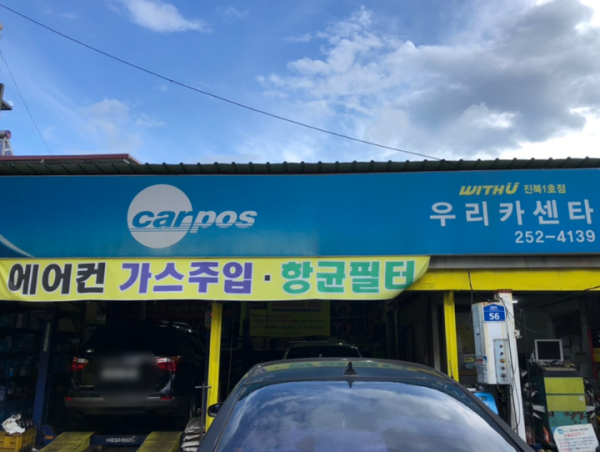 carpos
WITHU 진북1호점
우리카센타
252-4139
에어컨 가스주입·항균필터
56